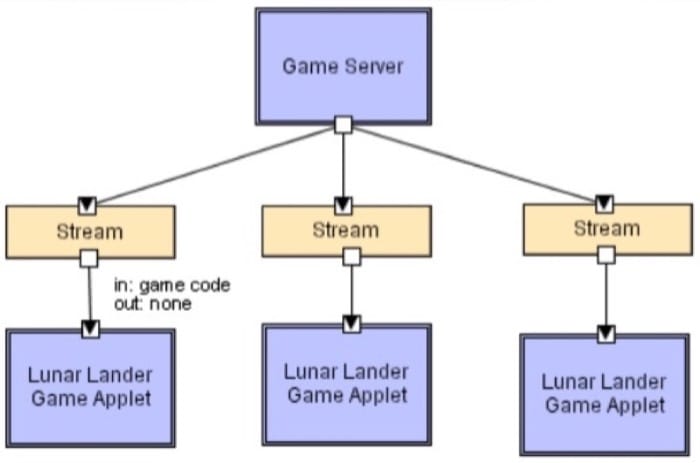 Game Server
Stream
Stream
Stream
in: game code
out: none
Lunar Lander
Game Applet
Lunar Lander
Game Applet
Lunar Lander
Game Applet